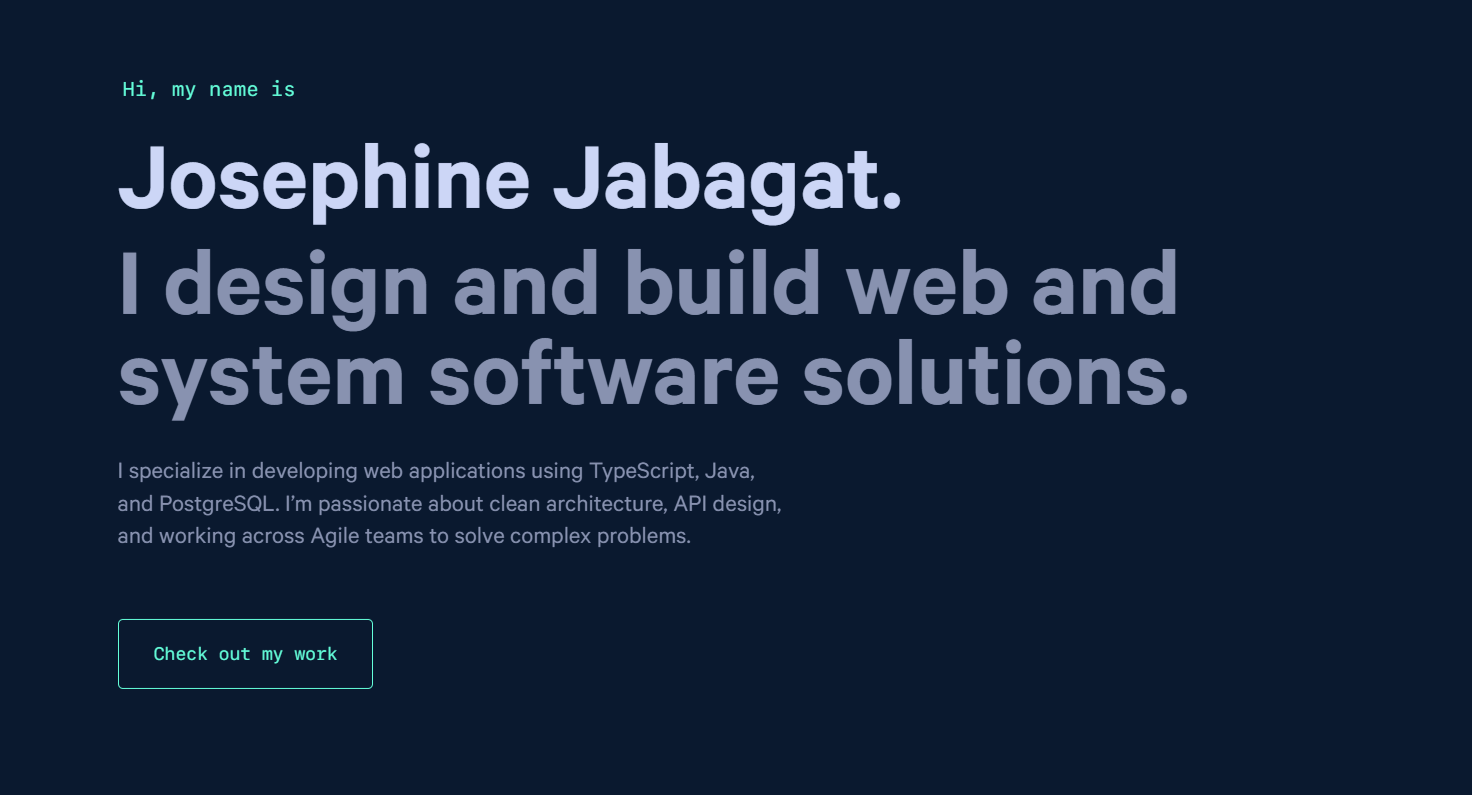 Hi, my name is
Josephine Jabagat.
I design and build web and
system software solutions.
I specialize in developing web applications using TypeScript, Java,
and PostgreSQL. I’m passionate about clean architecture, API design,
and working across Agile teams to solve complex problems.
Check out my work